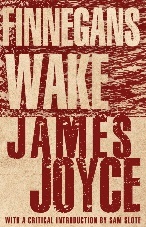 FINNEGANS
WAKE
JAMES
JOYCE
WITH A CRITICAL INTRODUCTION BY SAM SLOTE